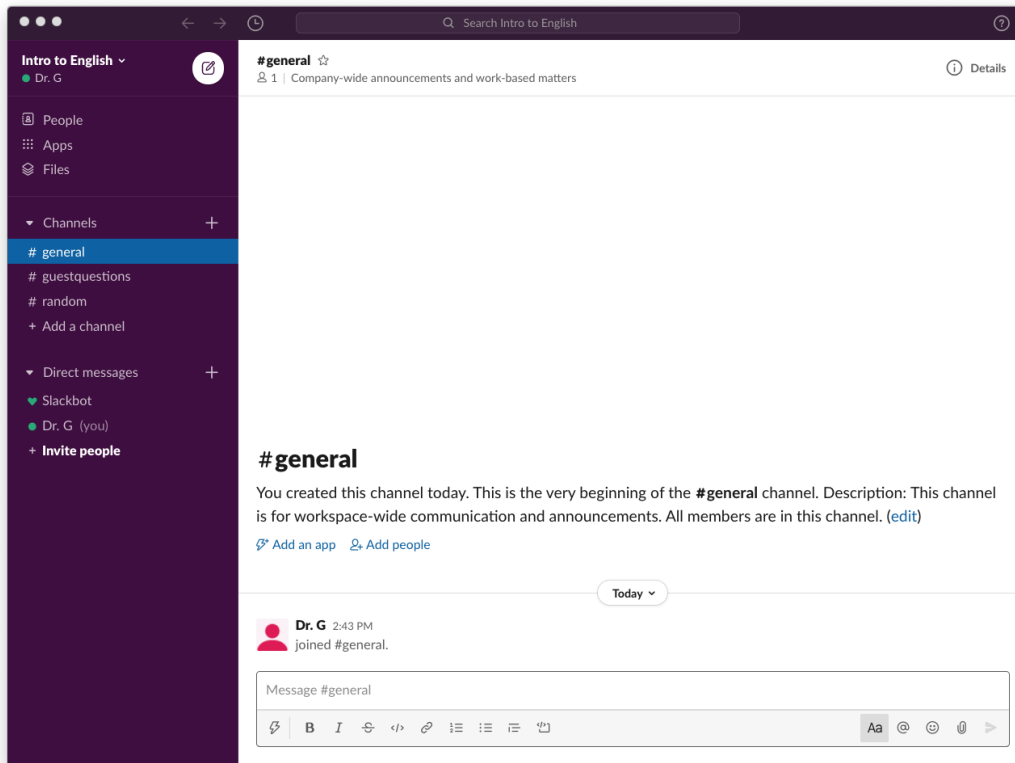 Search Intro to English
Intro to English
Dr. G
People
Apps
Files
Channels
# general
# guestquestions
# random
+ Add a channel
Direct messages
Slackbot
Dr. G (you)
+ Invite people
#general
1 | Company-wide announcements and work-based matters
Details
#general
You created this channel today. This is the very beginning of the #general channel. Description: This channel
is for workspace-wide communication and announcements. All members are in this channel. (edit)
Add an app Add people
Today
Dr. G 2:43 PM
joined #general.
Message #general
B I S </> Aa @